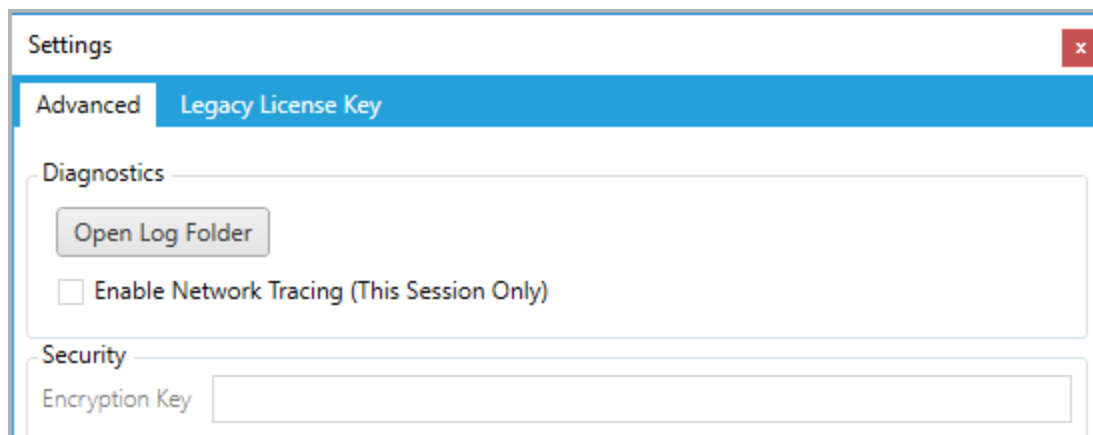 Settings
x
Advanced Legacy License Key
Diagnostics
Open Log Folder
Enable Network Tracing (This Session Only)
Security
Encryption Key